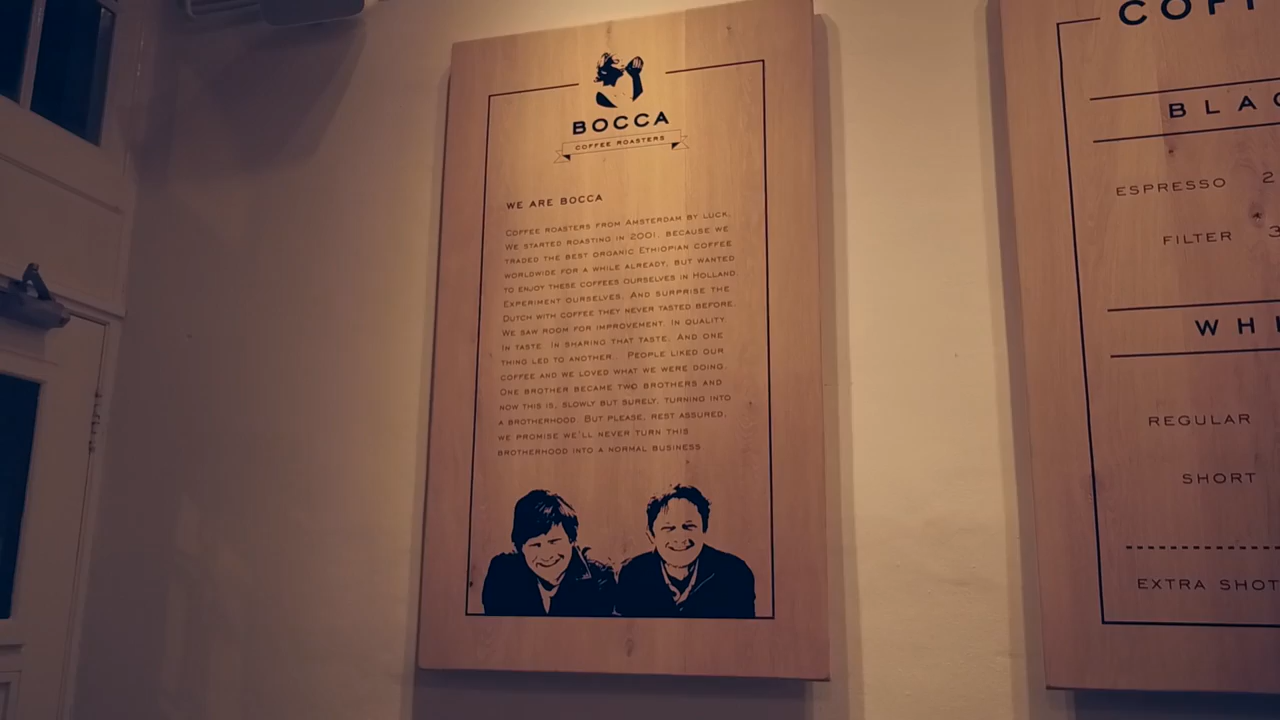 BOCCA
COFFEE ROASTERS
WE ARE BOCCA
COFFEE ROASTERS FROM AMSTERDAM BY LUCK.
WE STARTED ROASTING IN 2001. BECAUSE WE
TRADED THE BEST ORGANIC ETHIOPIAN COFFEE
WORLDWIDE FOR A WHILE ALREADY, BUT WANTED
TO ENJOY THESE COFFEES OURSELVES IN HOLLAND.
EXPERIMENT OURSELVES. AND SURPRISE THE
DUTCH WITH COFFEE THEY NEVER TASTED BEFORE.
WE SAW ROOM FOR IMPROVEMENT. IN QUALITY.
IN TASTE. IN SHARING THAT TASTE. AND ONE
THING LED TO ANOTHER.. PEOPLE LIKED OUR
COFFEE AND WE LOVED WHAT WE WERE DOING.
ONE BROTHER BECAME TWO BROTHERS AND
NOW THIS IS, SLOWLY BUT SURELY, TURNING INTO
A BROTHERHOOD. BUT PLEASE, REST ASSURED,
WE PROMISE WE'LL NEVER TURN THIS
BROTHERHOOD INTO A NORMAL BUSINESS.
ESPRESSO 2
FILTER 3
REGULAR
SHORT
EXTRA SHOT